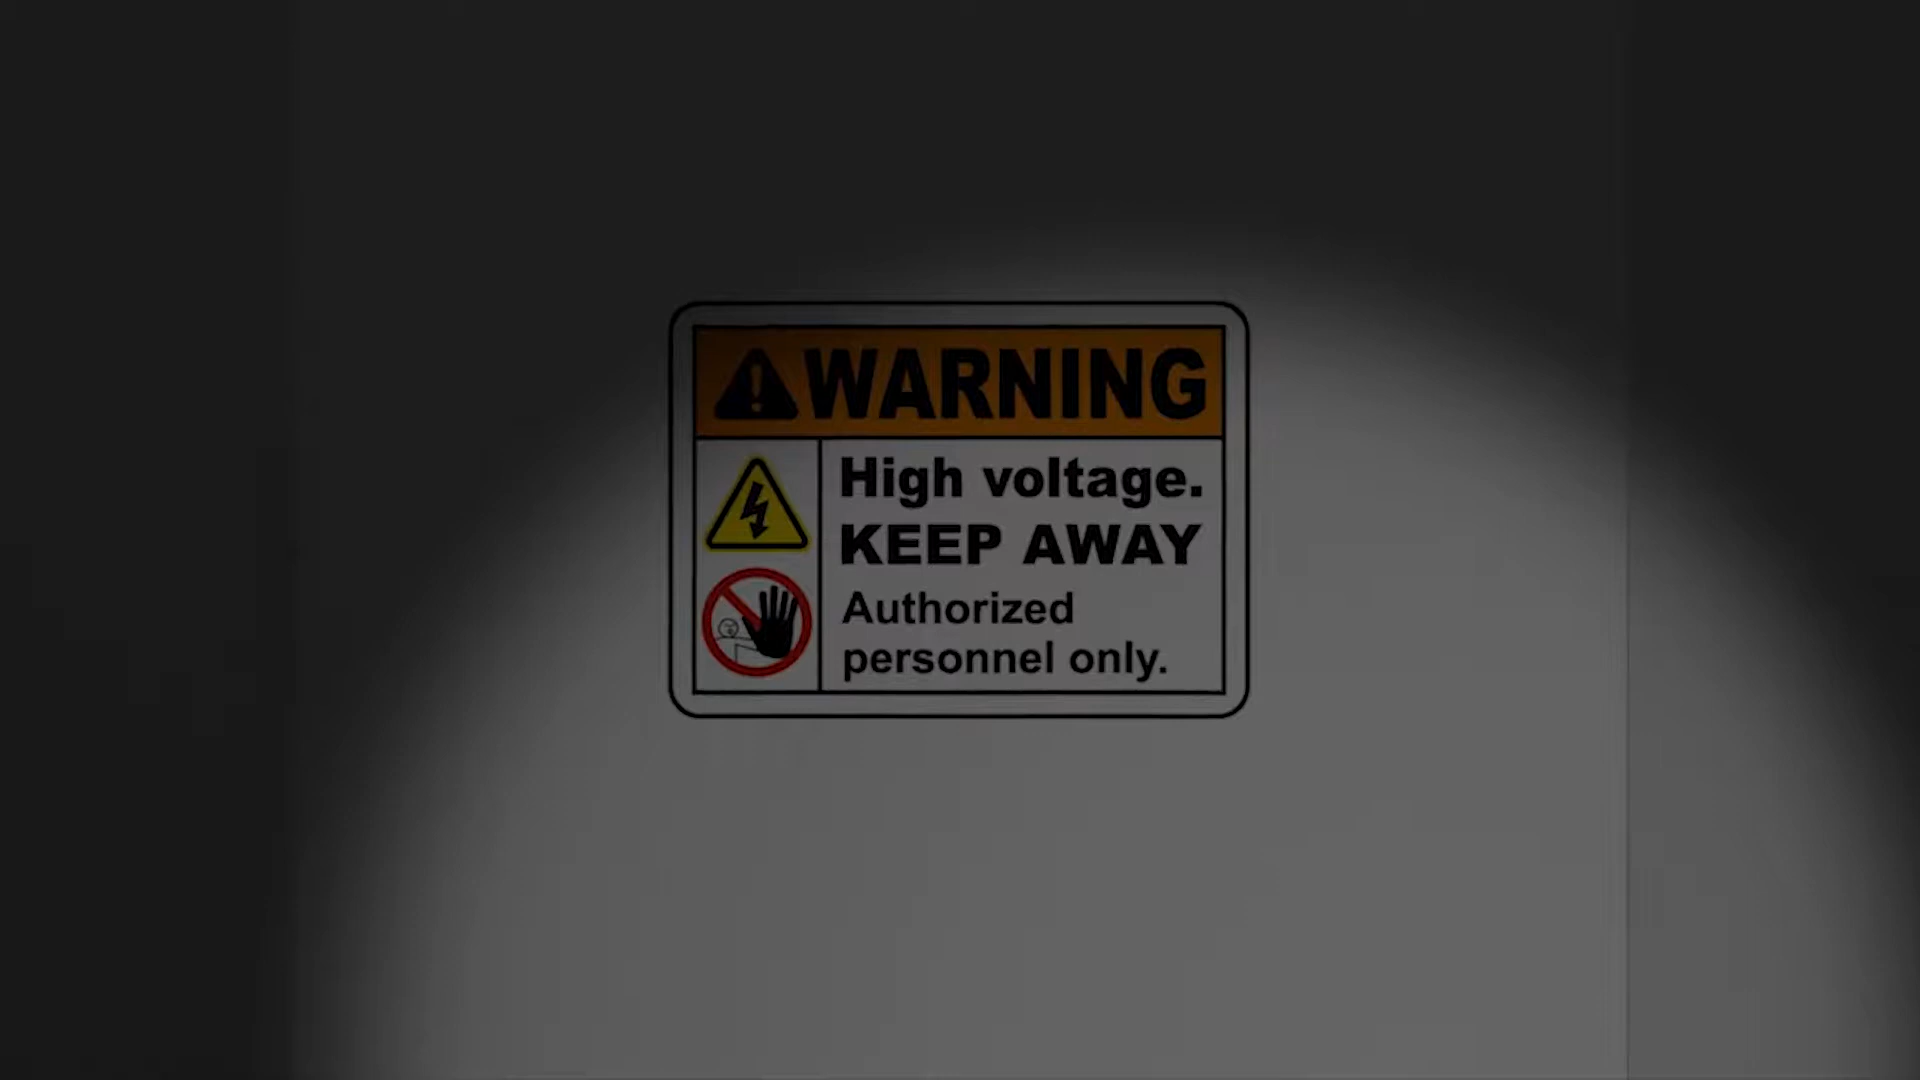 WARNING
High voltage.
KEEP AWAY
Authorized
personnel only.